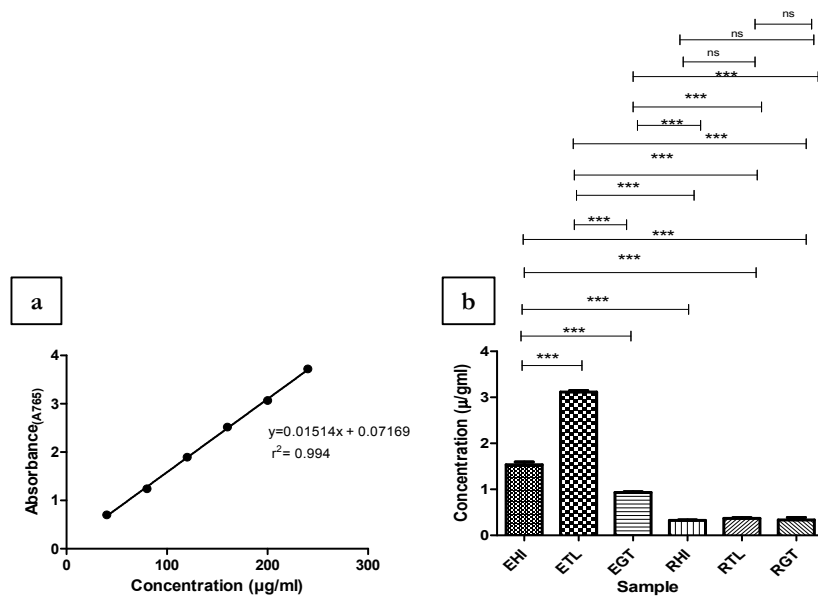 ns
ns
ns
***
***
***
***
***
***
***
***
***
***
***
***
a
Absorbance(A765)
4
3
2
1
0
y=0.01514x + 0.07169
r²= 0.994
0
100
200
300
Concentration (µg/ml)
b
Concentration (µ/gml)
4
3
2
1
0
EHI
ETL
EGT
RHI
RTL
RGT
Sample